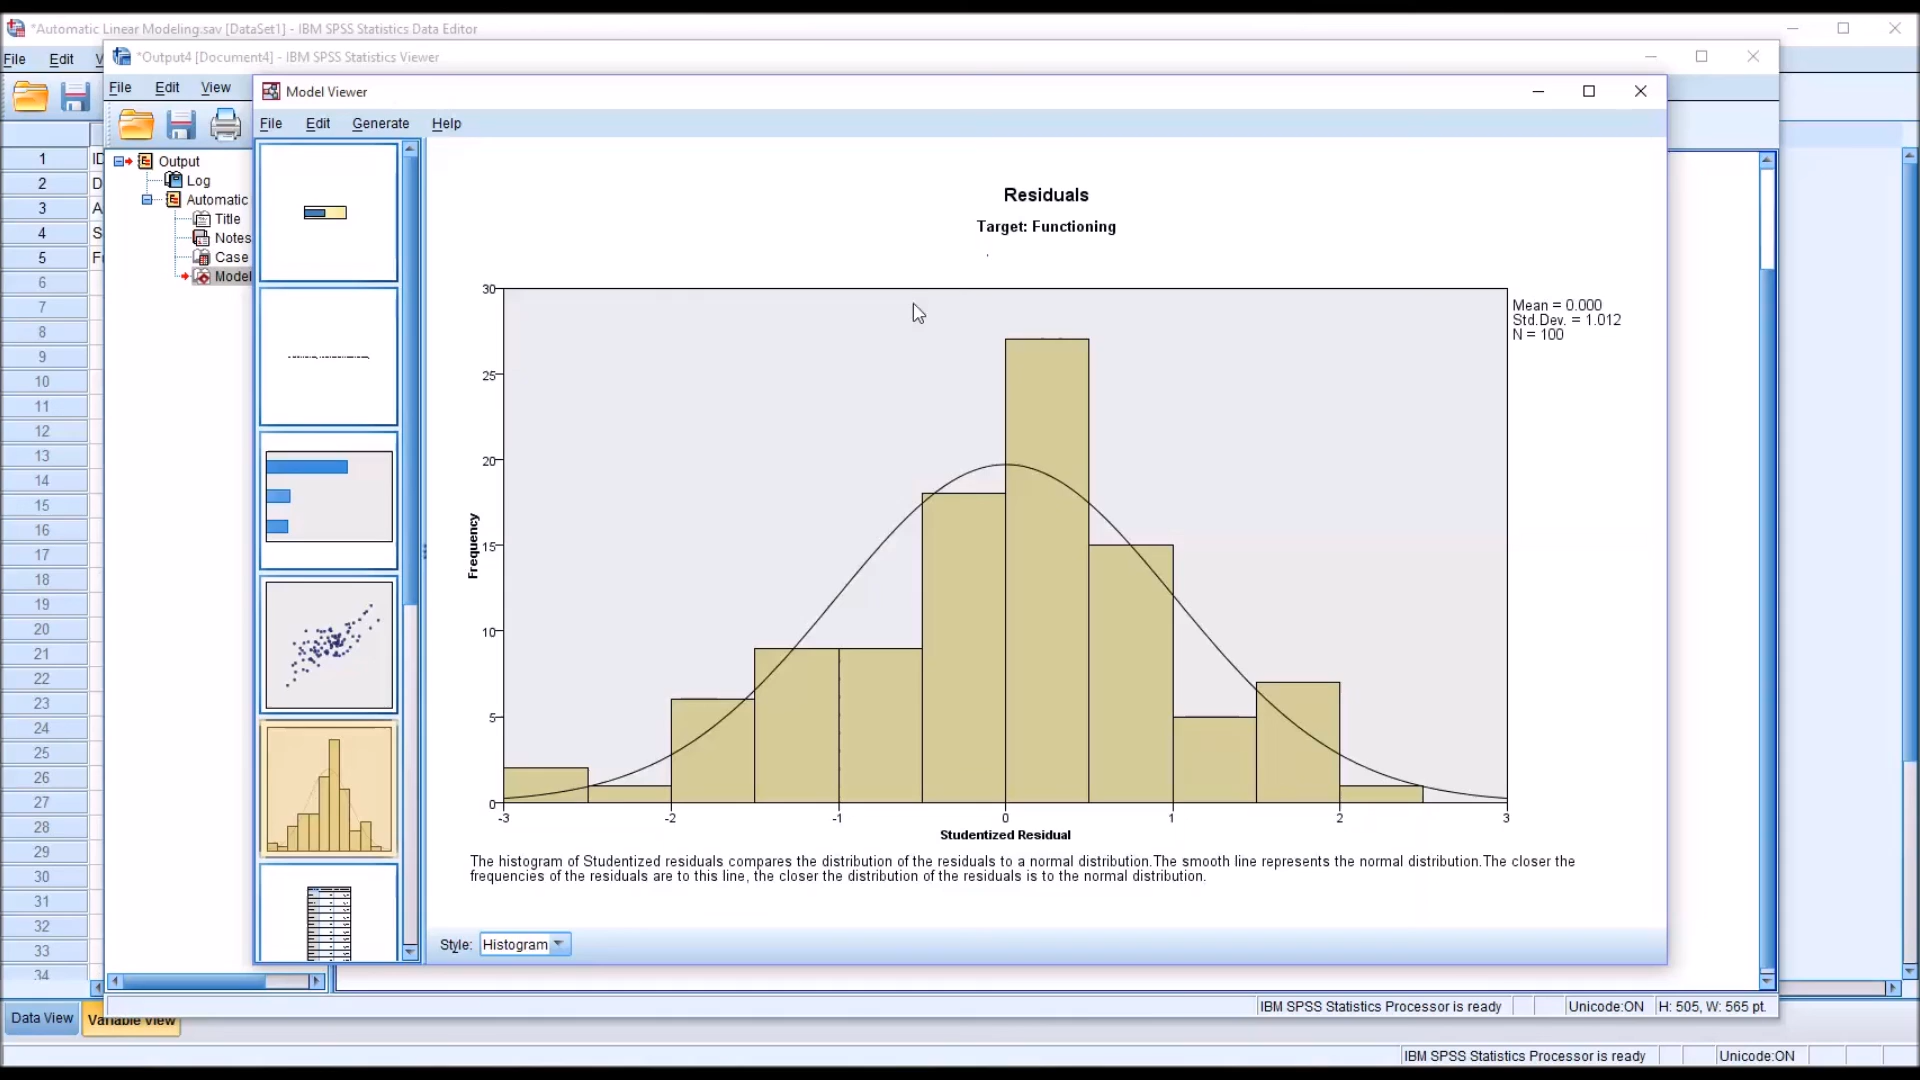 *Automatic Linear Modeling.sav [DataSet1] - IBM SPSS Statistics Data Editor
File Edit
*Output4 [Document4] - IBM SPSS Statistics Viewer
File Edit View
Model Viewer
File Edit Generate Help
Output
Log
Automatic
Title
Notes
Case
Model
1
2
3
4
5
6
7
8
9
10
11
12
13
14
15
16
17
18
19
20
21
22
23
24
25
26
27
28
29
30
31
32
33
34
Residuals
Target: Functioning
Mean = 0.000
Std.Dev. = 1.012
N = 100
30
25
20
15
10
5
0
Frequency
-3 -2 -1 0 1 2 3
Studentized Residual
The histogram of Studentized residuals compares the distribution of the residuals to a normal distribution.The smooth line represents the normal distribution.The closer the
frequencies of the residuals are to this line, the closer the distribution of the residuals is to the normal distribution.
Style: Histogram
IBM SPSS Statistics Processor is ready Unicode:ON H: 505, W: 565 pt.
Data View Variable View
IBM SPSS Statistics Processor is ready Unicode:ON